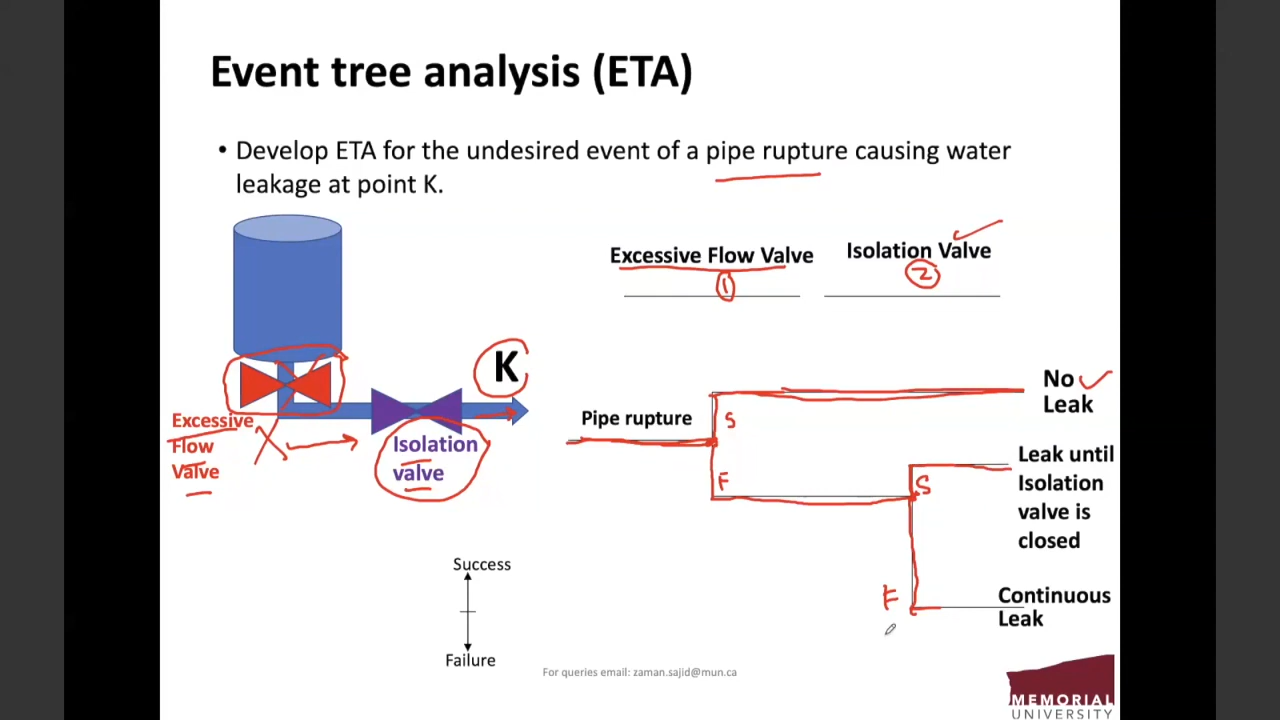 Event tree analysis (ETA)
• Develop ETA for the undesired event of a pipe rupture causing water
leakage at point K.
Excessive Flow Valve
Isolation Valve
1
2
K
No
Leak
Excessive
Flow
Valve
Isolation
valve
Pipe rupture
S
F
Leak until
Isolation
valve is
closed
S
F
Continuous
Leak
Success
Failure
For queries email: zaman.sajid@mun.ca
MEMORIAL
UNIVERSITY